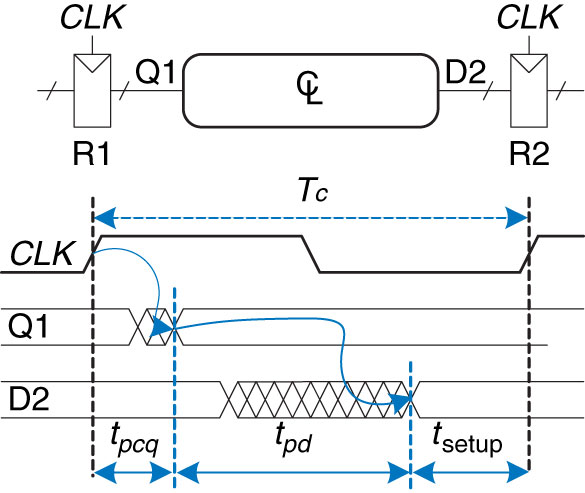 CLK CLK
Q1 CL D2
R1 R2
Tc
CLK
Q1
D2
tpcq tpd tsetup